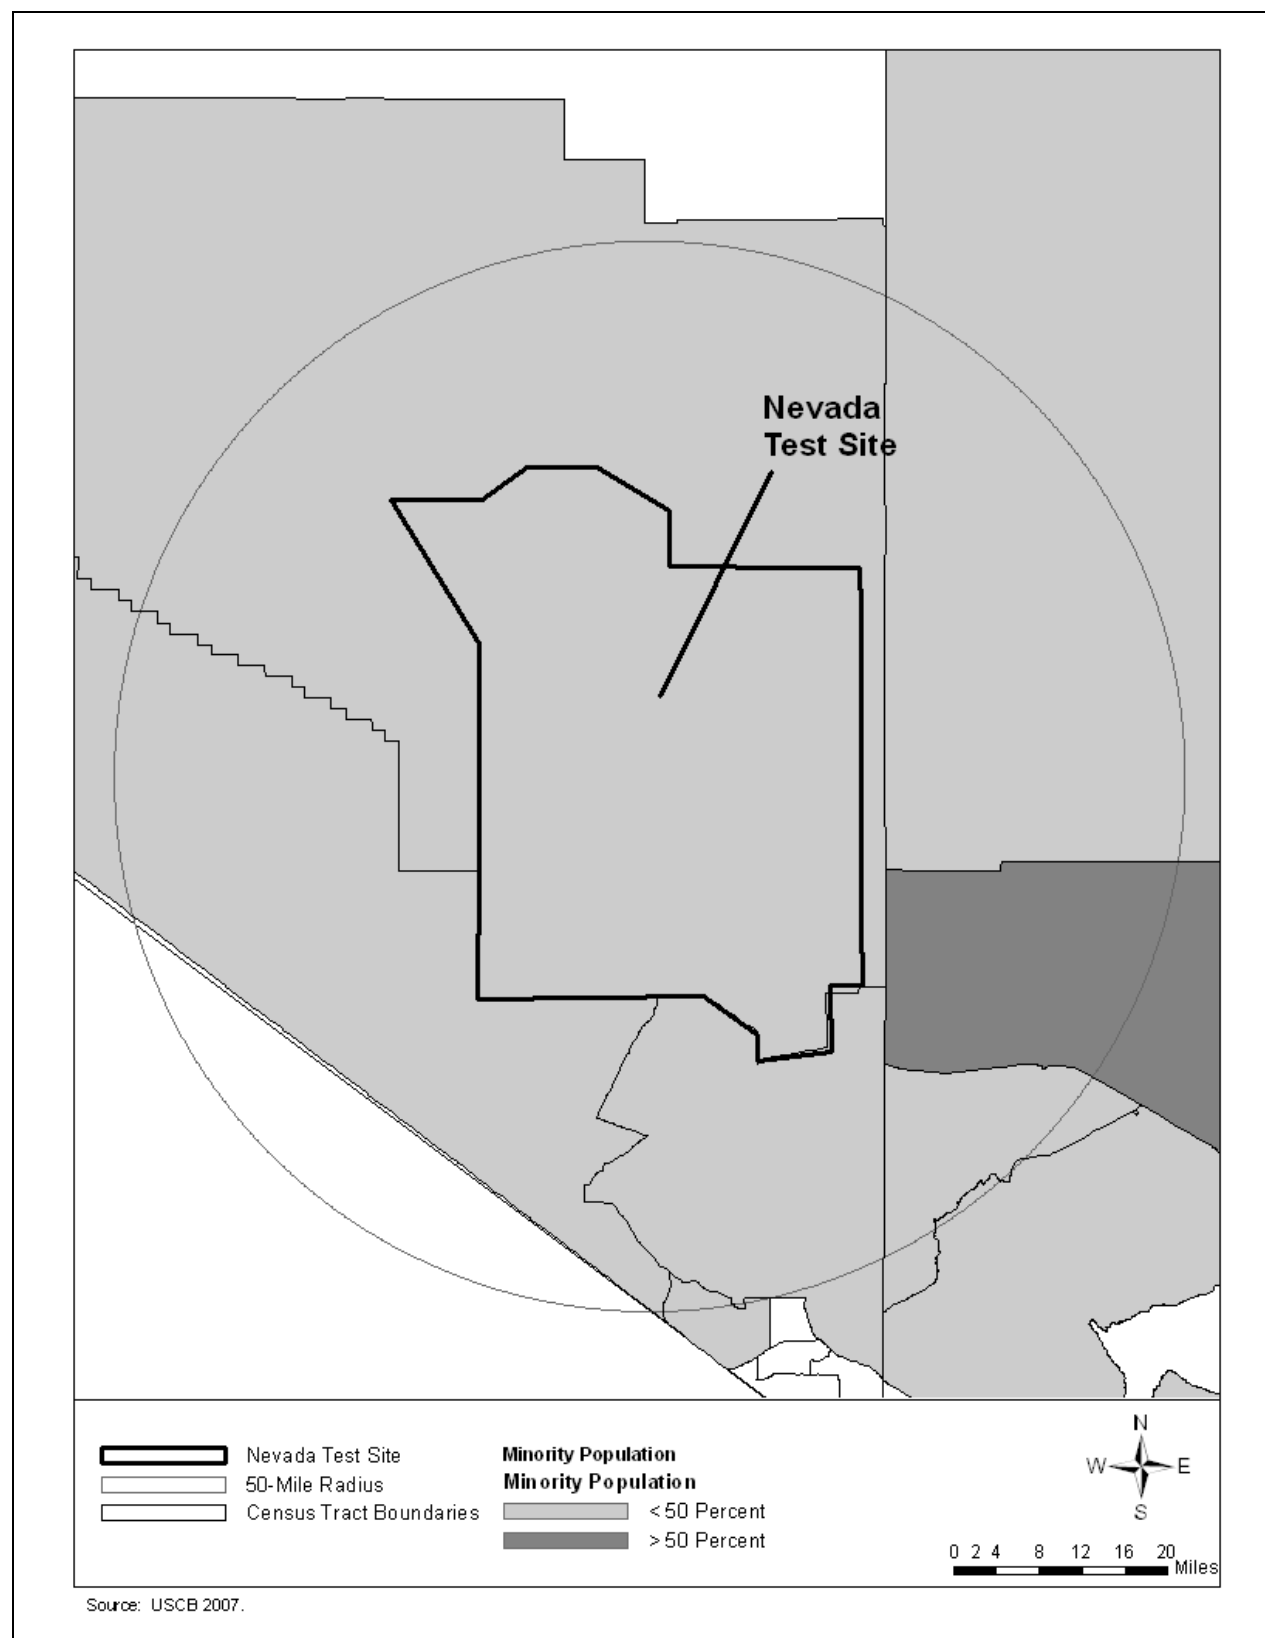 Nevada
Test Site
Nevada Test Site
50-Mile Radius
Census Tract Boundaries
Minority Population
Minority Population
< 50 Percent
> 50 Percent
N
W E
S
0 2 4 8 12 16 20
Miles
Source: USCB 2007.